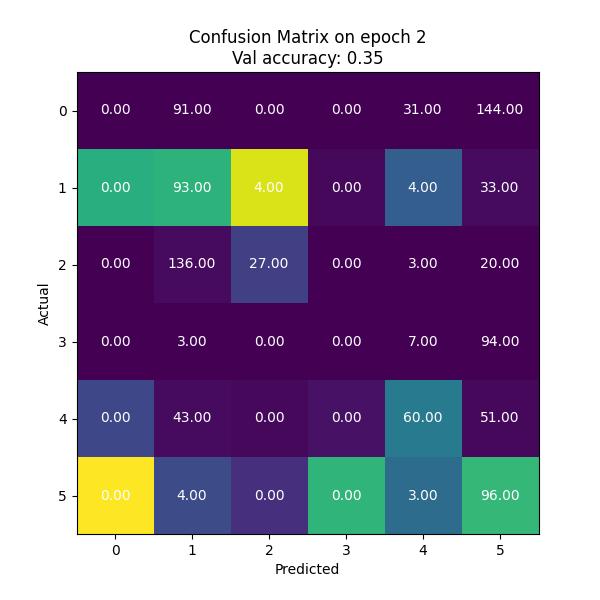 Confusion Matrix on epoch 2
Val accuracy: 0.35
0 0.00 91.00 0.00 0.00 31.00 144.00
1 0.00 93.00 4.00 0.00 4.00 33.00
2 0.00 136.00 27.00 0.00 3.00 20.00
3 0.00 3.00 0.00 0.00 7.00 94.00
4 0.00 43.00 0.00 0.00 60.00 51.00
5 0.00 4.00 0.00 0.00 3.00 96.00
Actual
0 1 2 3 4 5
Predicted